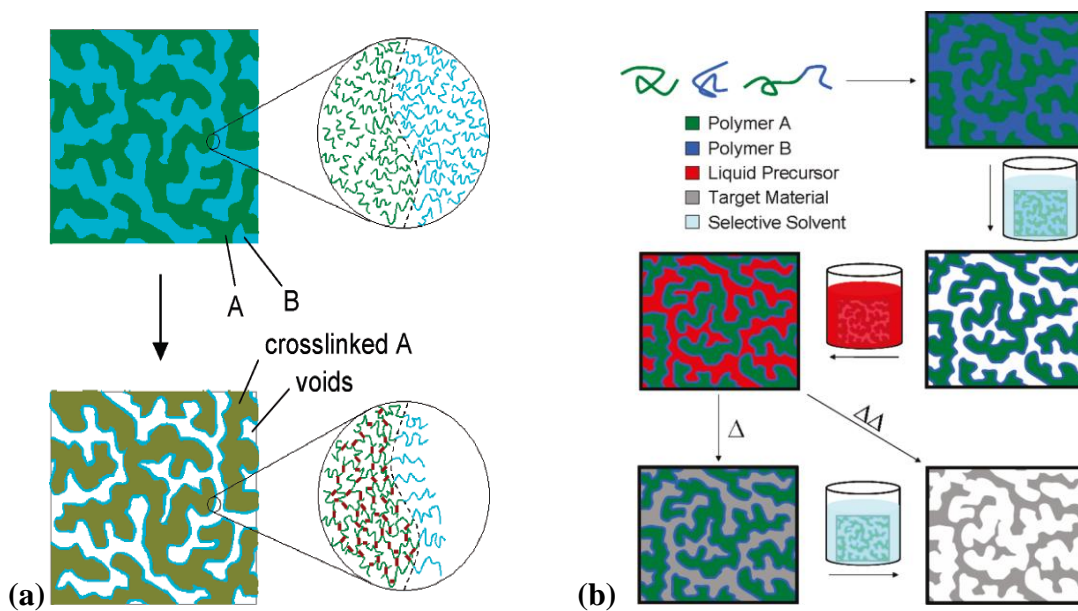 A
B
crosslinked A
voids
(a)
Polymer A
Polymer B
Liquid Precursor
Target Material
Selective Solvent
Δ
ΔΔ
(b)